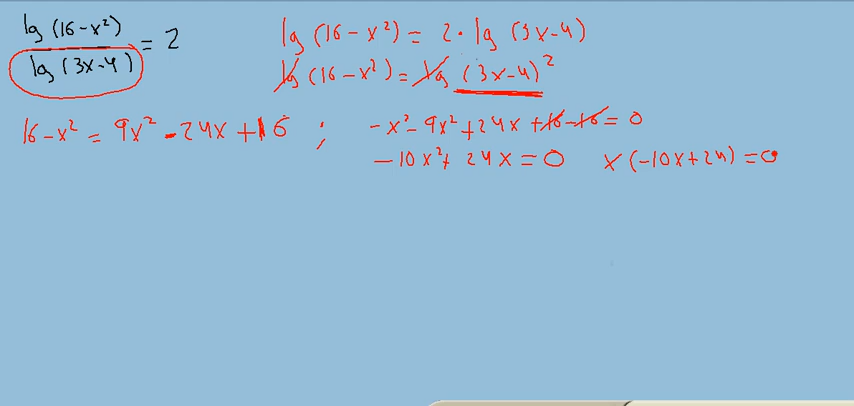 lg (16-x²) / lg (3x-4) = 2
lg (16-x²) = 2 · lg (3x-4)
lg (16-x²) = lg (3x-4)²
16-x² = 9x² - 24x + 16 ; -x² - 9x² + 24x + 16 - 16 = 0
-10x² + 24x = 0 x (-10x+24) = 0